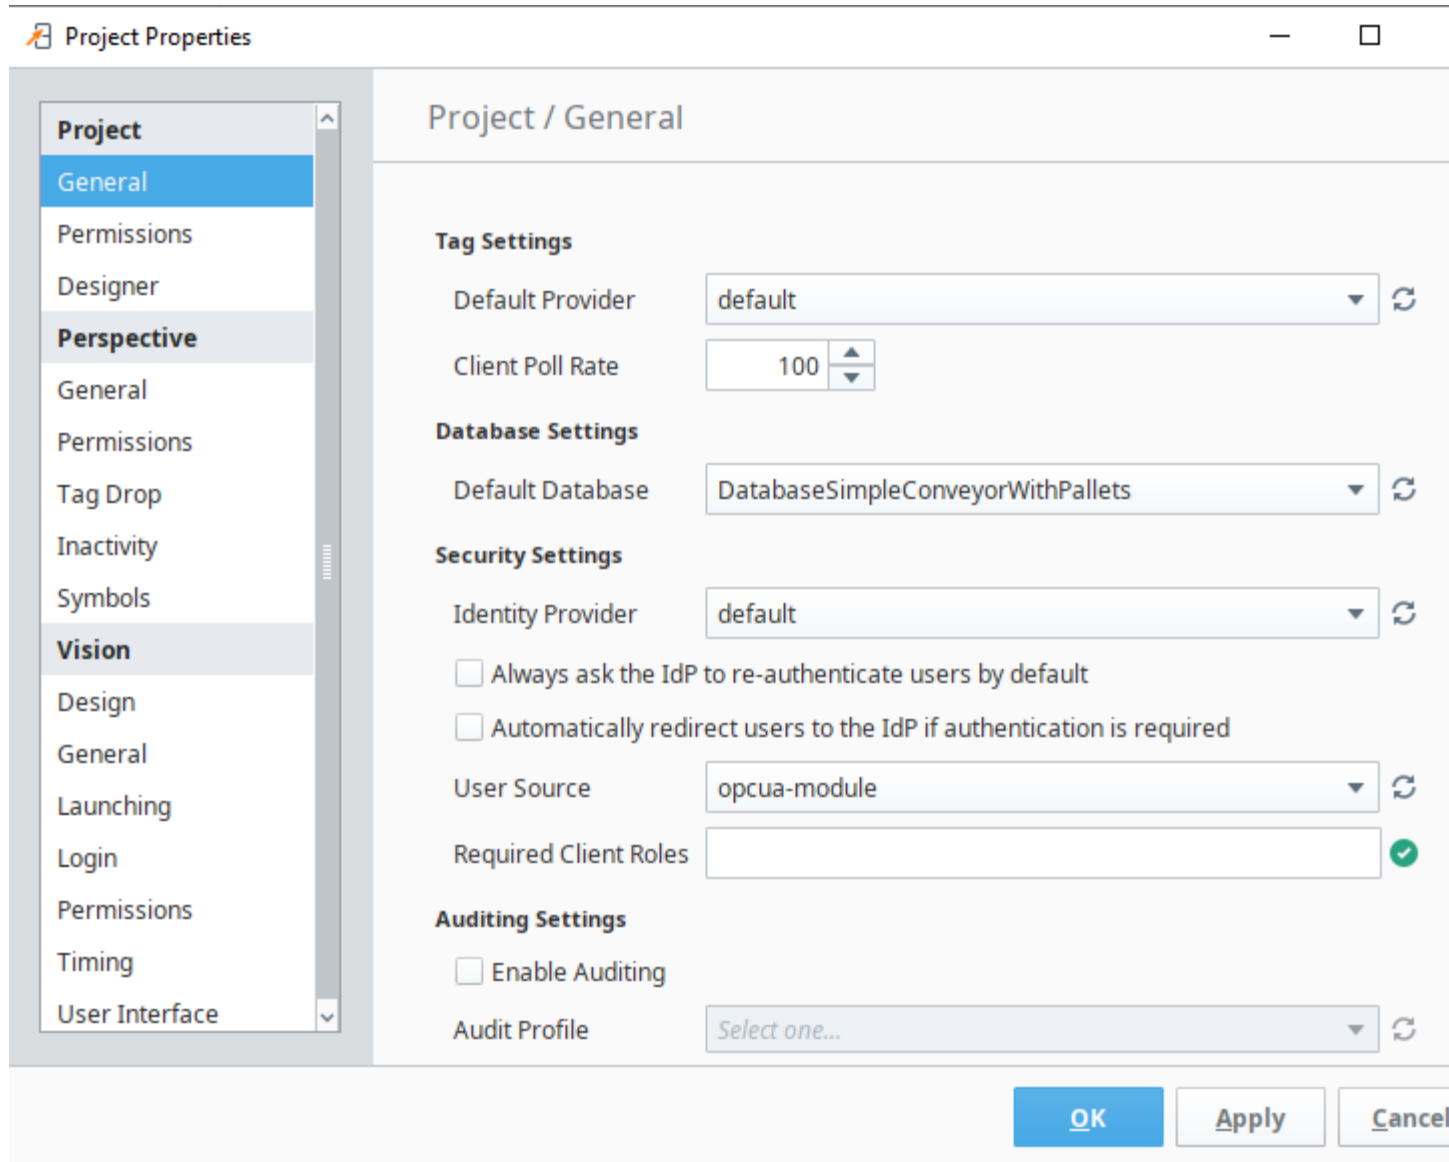 Project Properties
Project
General
Permissions
Designer
Perspective
General
Permissions
Tag Drop
Inactivity
Symbols
Vision
Design
General
Launching
Login
Permissions
Timing
User Interface
Project / General
Tag Settings
Default Provider default
Client Poll Rate 100
Database Settings
Default Database DatabaseSimpleConveyorWithPallets
Security Settings
Identity Provider default
Always ask the IdP to re-authenticate users by default
Automatically redirect users to the IdP if authentication is required
User Source opcua-module
Required Client Roles
Auditing Settings
Enable Auditing
Audit Profile Select one...
OK Apply Cancel